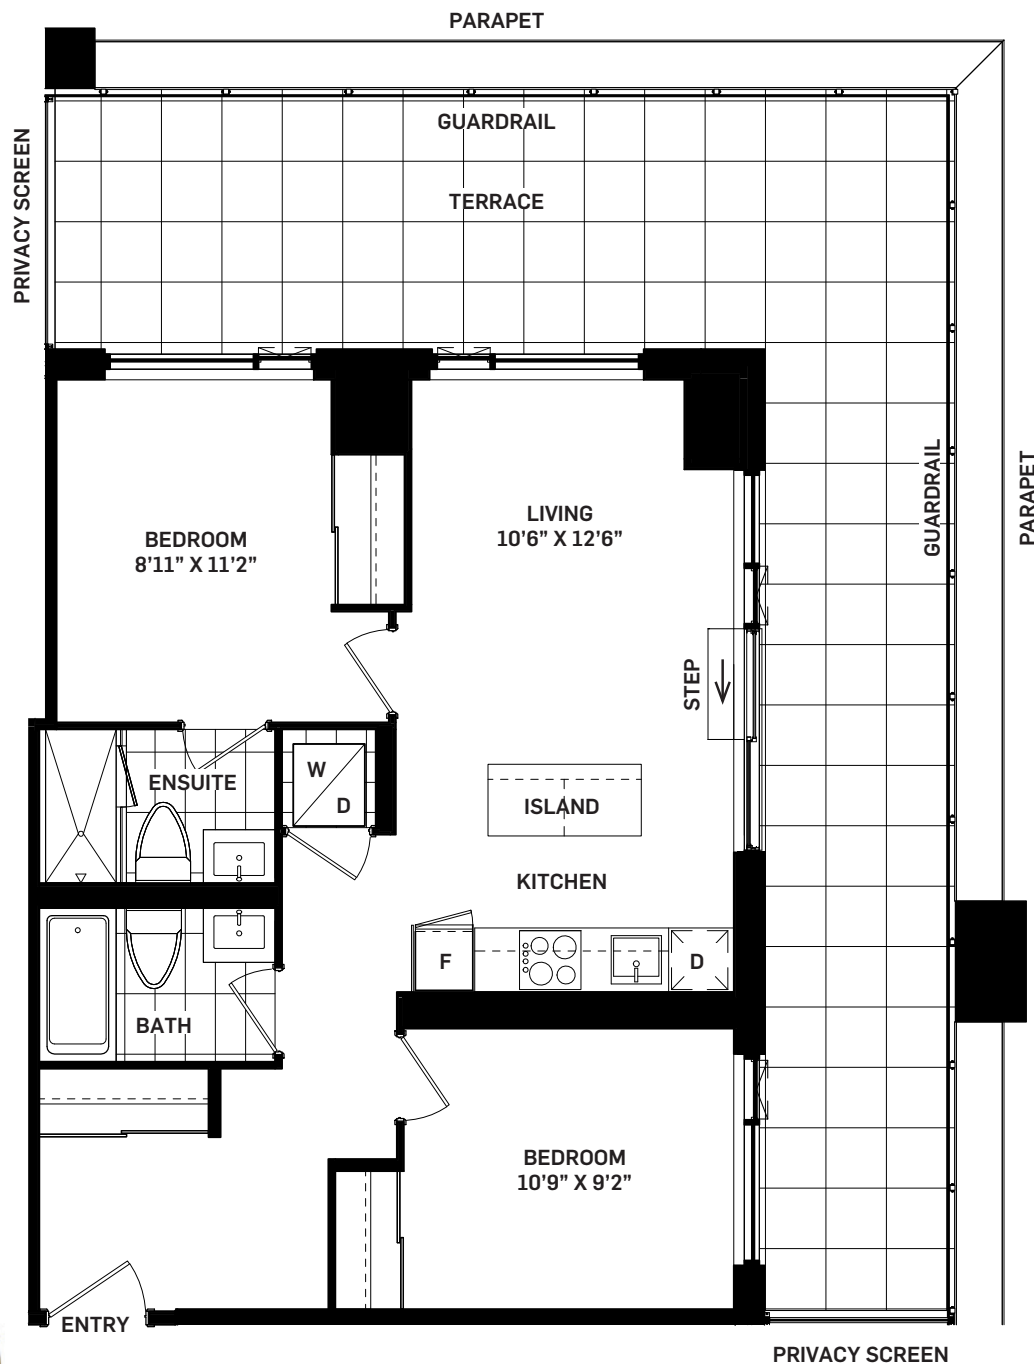 PARAPET
GUARDRAIL
PRIVACY SCREEN
TERRACE
GUARDRAIL
PARAPET
BEDROOM
8'11" X 11'2"
LIVING
10'6" X 12'6"
STEP
ENSUITE
W
D
ISLAND
KITCHEN
F
D
BATH
BEDROOM
10'9" X 9'2"
ENTRY
PRIVACY SCREEN